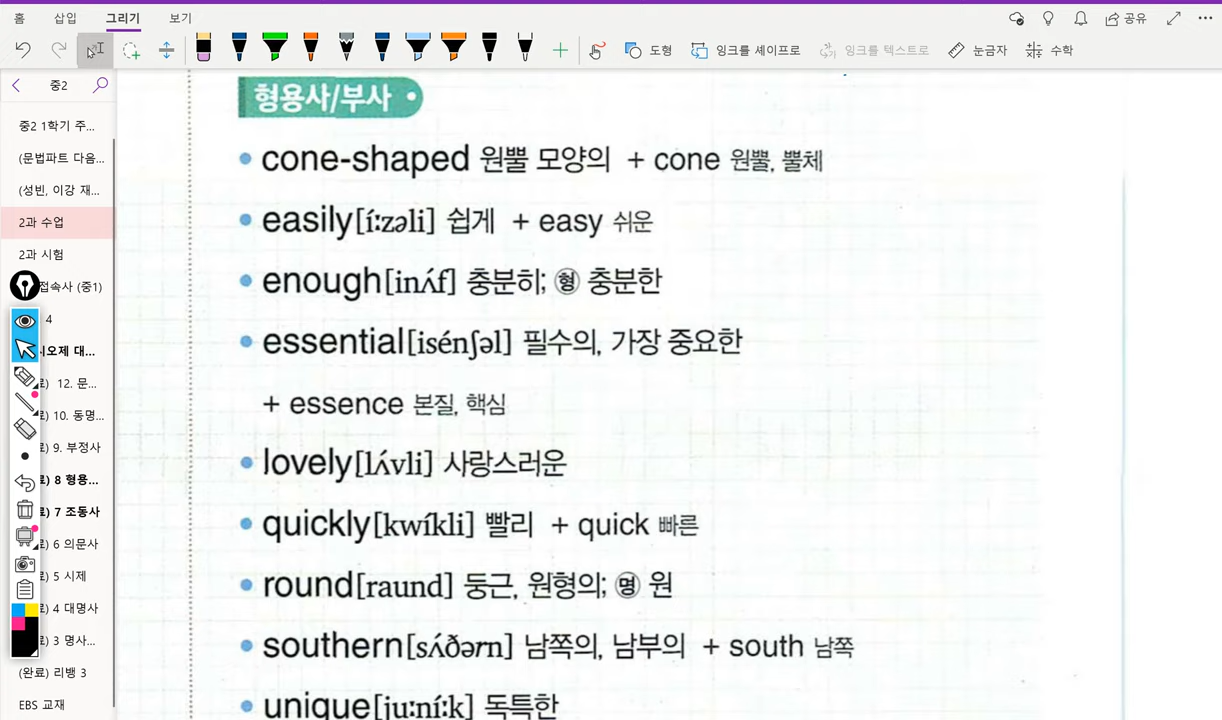 홈 삽입 그리기 보기
공유
도형 잉크를 셰이프로 잉크를 텍스트로 눈금자 수학
중2
중2 1학기 주...
(문법파트 다음...
(성빈, 이강 재...
2과 수업
2과 시험
접속사 (중1)
4
오제 대...
12. 문...
10. 동명...
9. 부정사
8 형용...
7 조동사
6 의문사
5 시제
4 대명사
3 명사...
(완료) 리뱅 3
EBS 교재
형용사/부사
cone-shaped 원뿔 모양의 + cone 원뿔, 뿔체
easily[íːzəli] 쉽게 + easy 쉬운
enough[inʌ́f] 충분히; 형 충분한
essential[isénʃəl] 필수의, 가장 중요한
+ essence 본질, 핵심
lovely[lʌ́vli] 사랑스러운
quickly[kwíkli] 빨리 + quick 빠른
round[raund] 둥근, 원형의; 명 원
southern[sʌ́ðərn] 남쪽의, 남부의 + south 남쪽
unique[juːníːk] 독특한